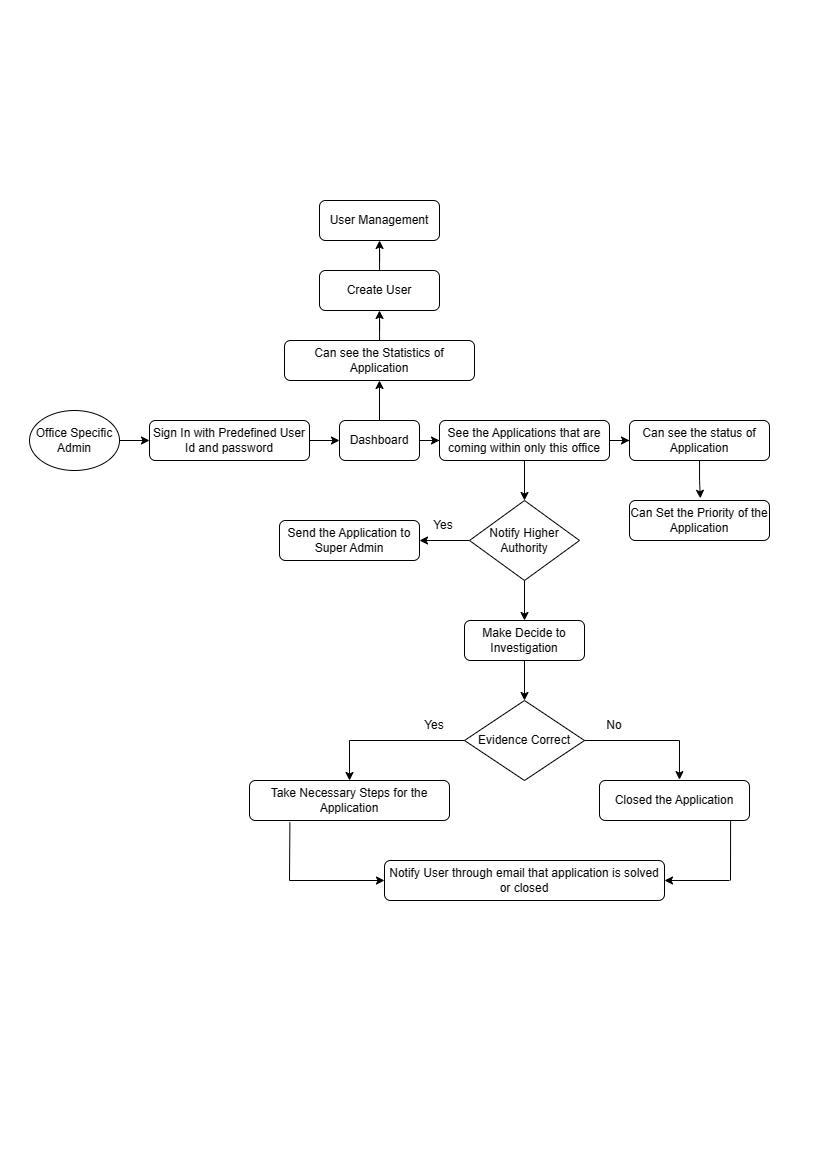 User Management
Create User
Can see the Statistics of
Application
Office Specific
Admin
Sign In with Predefined User
Id and password
Dashboard
See the Applications that are
coming within only this office
Can see the status of
Application
Can Set the Priority of the
Application
Notify Higher
Authority
Yes
Send the Application to
Super Admin
Make Decide to
Investigation
Evidence Correct
Yes
No
Take Necessary Steps for the
Application
Closed the Application
Notify User through email that application is solved
or closed